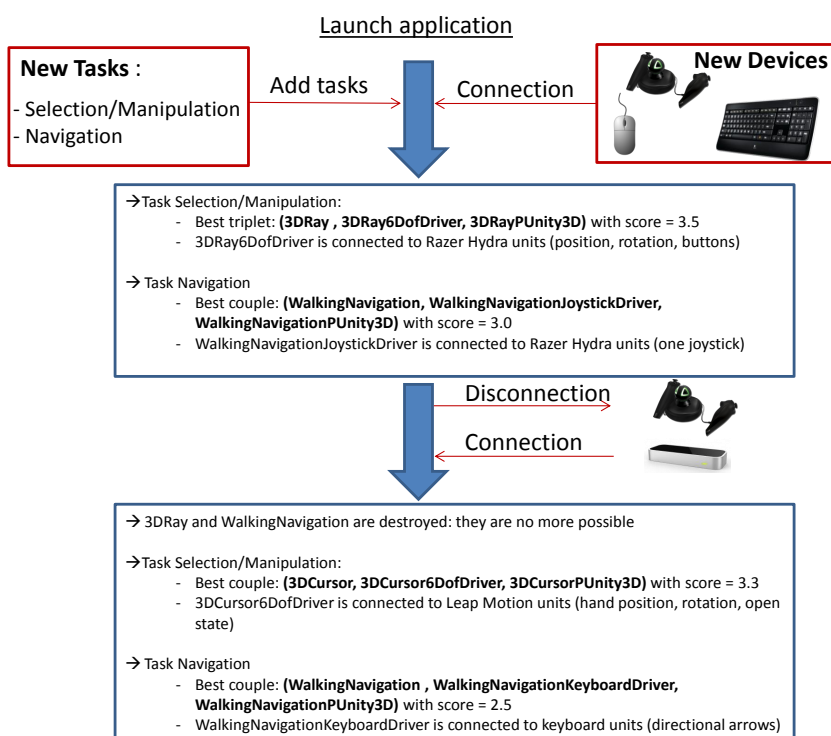 Launch application
New Tasks :
- Selection/Manipulation
- Navigation
Add tasks
Connection
New Devices
→Task Selection/Manipulation:
- Best triplet: (3DRay , 3DRay6DofDriver, 3DRayPUnity3D) with score = 3.5
- 3DRay6DofDriver is connected to Razer Hydra units (position, rotation, buttons)
→ Task Navigation
- Best couple: (WalkingNavigation, WalkingNavigationJoystickDriver,
WalkingNavigationPUnity3D) with score = 3.0
- WalkingNavigationJoystickDriver is connected to Razer Hydra units (one joystick)
Disconnection
Connection
→ 3DRay and WalkingNavigation are destroyed: they are no more possible
→Task Selection/Manipulation:
- Best couple: (3DCursor, 3DCursor6DofDriver, 3DCursorPUnity3D) with score = 3.3
- 3DCursor6DofDriver is connected to Leap Motion units (hand position, rotation, open
state)
→ Task Navigation
- Best couple: (WalkingNavigation , WalkingNavigationKeyboardDriver,
WalkingNavigationPUnity3D) with score = 2.5
- WalkingNavigationKeyboardDriver is connected to keyboard units (directional arrows)